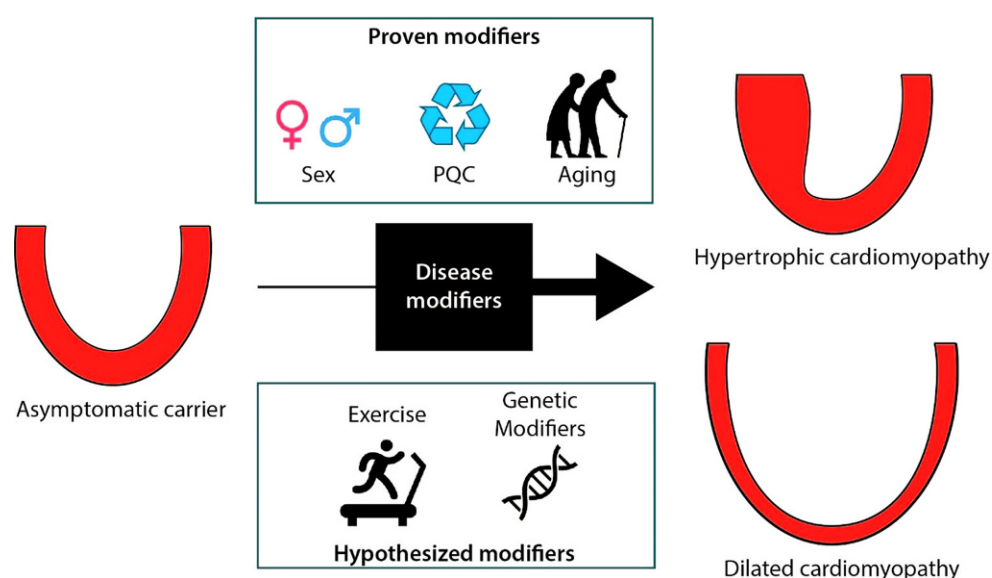 Proven modifiers
Sex
PQC
Aging
Asymptomatic carrier
Disease
modifiers
Hypertrophic cardiomyopathy
Exercise
Genetic
Modifiers
Hypothesized modifiers
Dilated cardiomyopathy